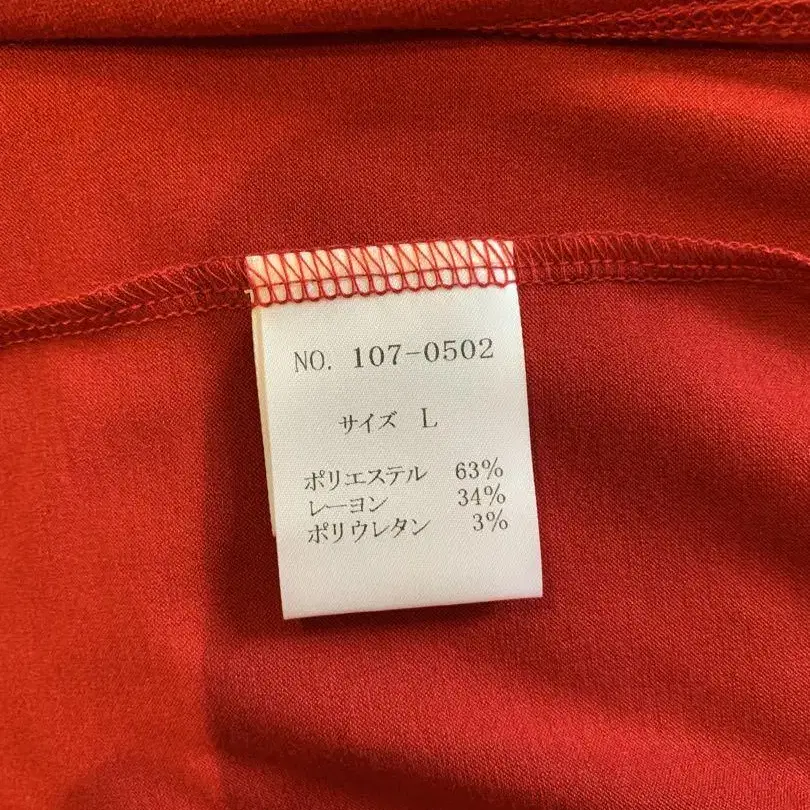 NO. 107-0502
サイズ L
ポリエステル 63%
レーヨン 34%
ポリウレタン 3%